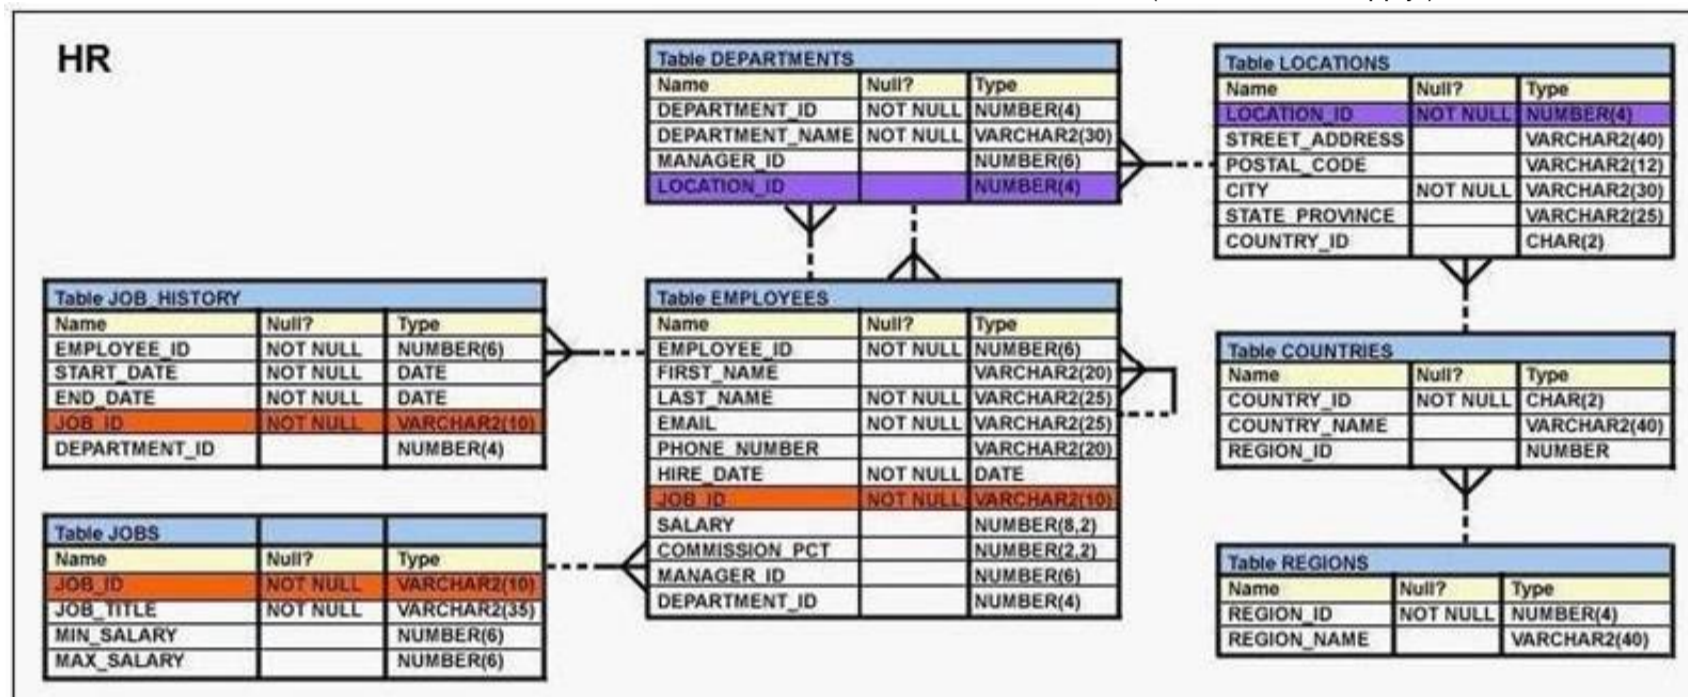 HR
Table DEPARTMENTS
Name Null? Type
DEPARTMENT_ID NOT NULL NUMBER(4)
DEPARTMENT_NAME NOT NULL VARCHAR2(30)
MANAGER_ID NUMBER(6)
LOCATION_ID NUMBER(4)
Table LOCATIONS
Name Null? Type
LOCATION_ID NOT NULL NUMBER(4)
STREET_ADDRESS VARCHAR2(40)
POSTAL_CODE VARCHAR2(12)
CITY NOT NULL VARCHAR2(30)
STATE_PROVINCE VARCHAR2(25)
COUNTRY_ID CHAR(2)
Table JOB_HISTORY
Name Null? Type
EMPLOYEE_ID NOT NULL NUMBER(6)
START_DATE NOT NULL DATE
END_DATE NOT NULL DATE
JOB_ID NOT NULL VARCHAR2(10)
DEPARTMENT_ID NUMBER(4)
Table EMPLOYEES
Name Null? Type
EMPLOYEE_ID NOT NULL NUMBER(6)
FIRST_NAME VARCHAR2(20)
LAST_NAME NOT NULL VARCHAR2(25)
EMAIL NOT NULL VARCHAR2(25)
PHONE_NUMBER VARCHAR2(20)
HIRE_DATE NOT NULL DATE
JOB_ID NOT NULL VARCHAR2(10)
SALARY NUMBER(8,2)
COMMISSION_PCT NUMBER(2,2)
MANAGER_ID NUMBER(6)
DEPARTMENT_ID NUMBER(4)
Table COUNTRIES
Name Null? Type
COUNTRY_ID NOT NULL CHAR(2)
COUNTRY_NAME VARCHAR2(40)
REGION_ID NUMBER
Table JOBS
Name Null? Type
JOB_ID NOT NULL VARCHAR2(10)
JOB_TITLE NOT NULL VARCHAR2(35)
MIN_SALARY NUMBER(6)
MAX_SALARY NUMBER(6)
Table REGIONS
Name Null? Type
REGION_ID NOT NULL NUMBER(4)
REGION_NAME VARCHAR2(40)